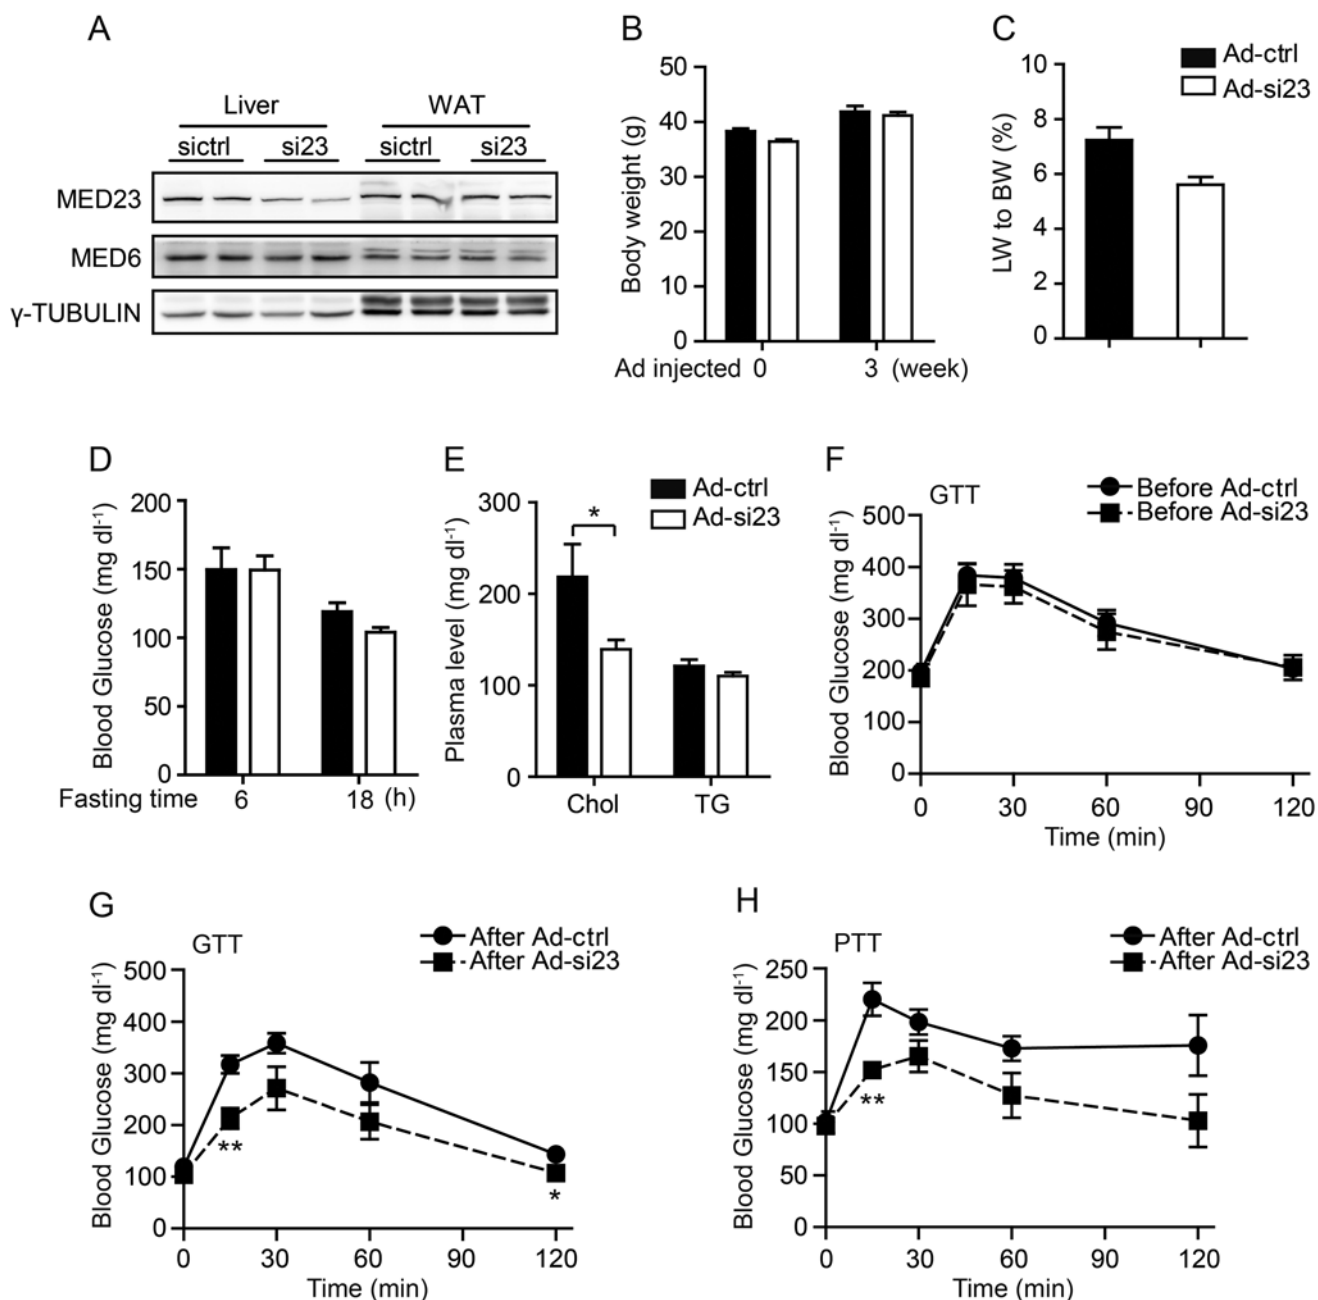 A
Liver WAT
sictrl si23 sictrl si23
MED23
MED6
γ-TUBULIN
B
Body weight (g)
50
40
30
20
10
0
Ad injected 0 3 (week)
C
Ad-ctrl
Ad-si23
LW to BW (%)
10
8
6
4
2
0
D
Blood Glucose (mg dl⁻¹)
200
150
100
50
0
Fasting time 6 18 (h)
E
Ad-ctrl
Ad-si23
Plasma level (mg dl⁻¹)
300
200
100
0
*
Chol TG
F
GTT
Before Ad-ctrl
Before Ad-si23
Blood Glucose (mg dl⁻¹)
500
400
300
200
100
0
0 30 60 90 120
Time (min)
G
GTT
After Ad-ctrl
After Ad-si23
Blood Glucose (mg dl⁻¹)
500
400
300
200
100
0
**
*
0 30 60 90 120
Time (min)
H
PTT
After Ad-ctrl
After Ad-si23
Blood Glucose (mg dl⁻¹)
250
200
150
100
50
0
**
0 30 60 90 120
Time (min)